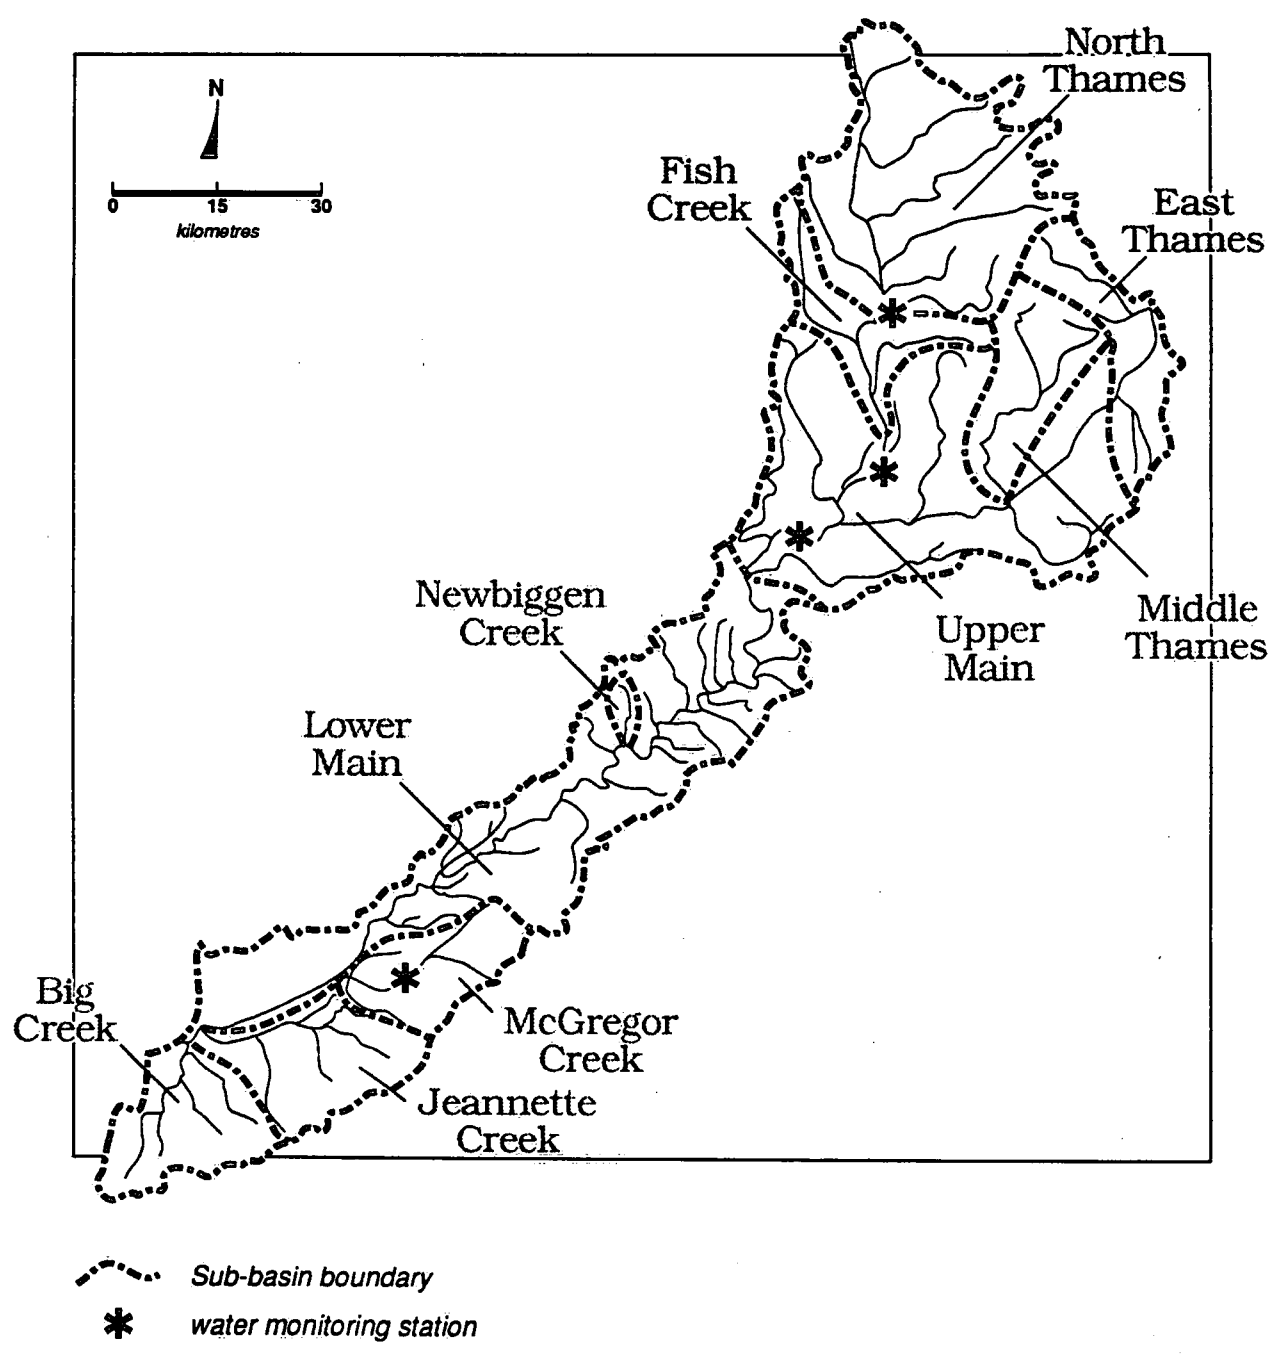 North
Thames
N
0 15 30
kilometres
Fish
Creek
East
Thames
Newbiggen
Creek
Upper
Main
Middle
Thames
Lower
Main
Big
Creek
McGregor
Creek
Jeannette
Creek
Sub-basin boundary
water monitoring station